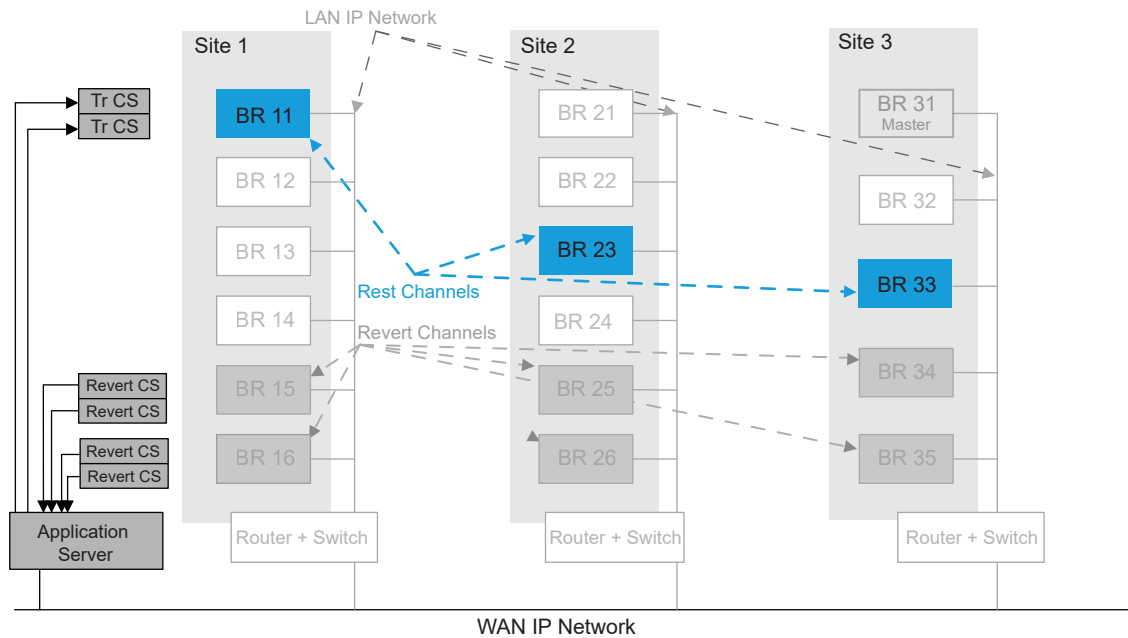 LAN IP Network
Site 1
Site 2
Site 3
Tr CS
Tr CS
BR 11
BR 21
BR 31
Master
BR 12
BR 22
BR 32
BR 13
BR 23
BR 33
Rest Channels
BR 14
BR 24
Revert Channels
Revert CS
Revert CS
BR 15
BR 25
BR 34
Revert CS
Revert CS
BR 16
BR 26
BR 35
Application
Server
Router + Switch
Router + Switch
Router + Switch
WAN IP Network